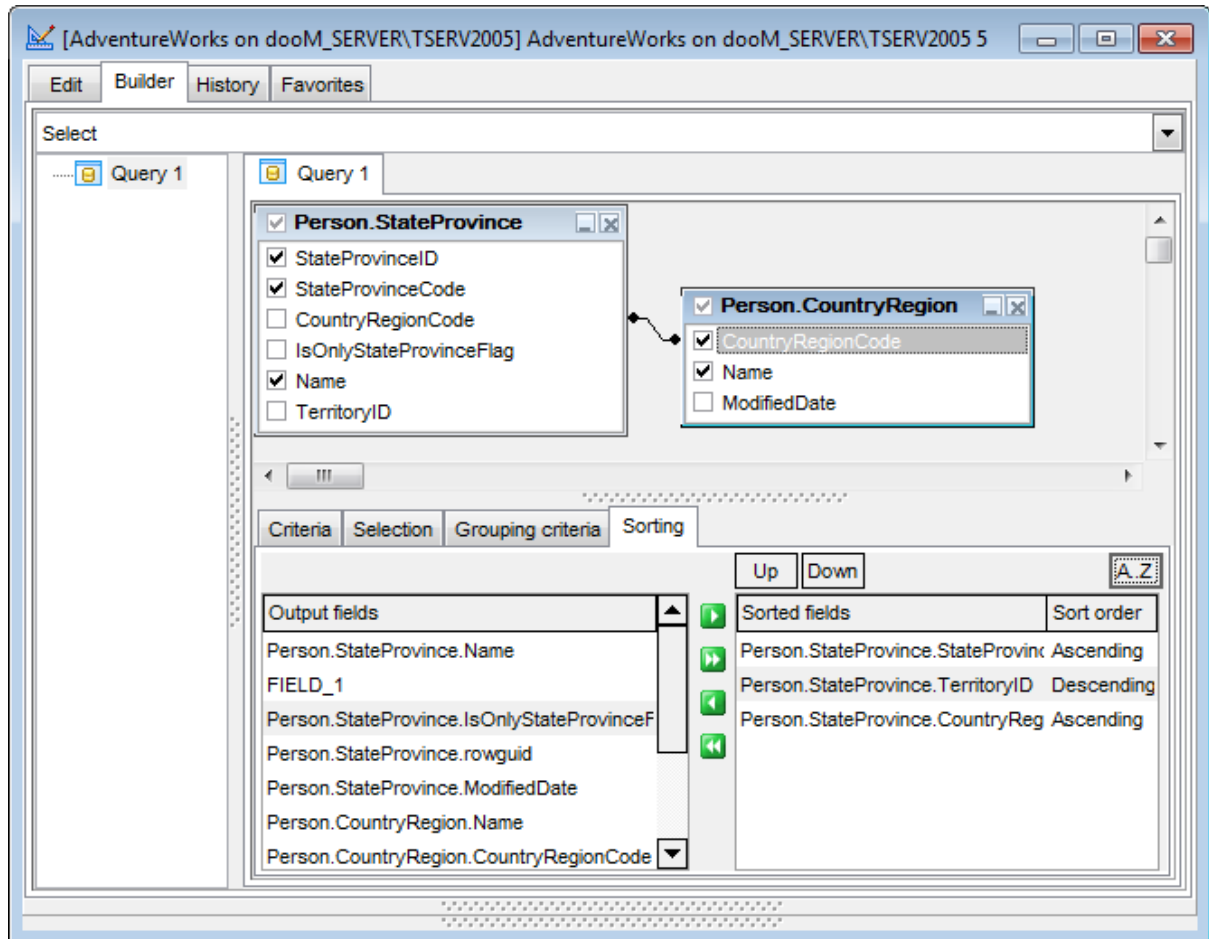 [AdventureWorks on dooM_SERVER\TSERV2005] AdventureWorks on dooM_SERVER\TSERV2005 5
Edit Builder History Favorites
Select
Query 1
Query 1
Person.StateProvince
StateProvinceID
StateProvinceCode
CountryRegionCode
IsOnlyStateProvinceFlag
Name
TerritoryID
Person.CountryRegion
CountryRegionCode
Name
ModifiedDate
Criteria Selection Grouping criteria Sorting
Up Down A..Z
Output fields
Person.StateProvince.Name
FIELD_1
Person.StateProvince.IsOnlyStateProvinceF
Person.StateProvince.rowguid
Person.StateProvince.ModifiedDate
Person.CountryRegion.Name
Person.CountryRegion.CountryRegionCode
Sorted fields Sort order
Person.StateProvince.StateProvinc Ascending
Person.StateProvince.TerritoryID Descending
Person.StateProvince.CountryReg Ascending